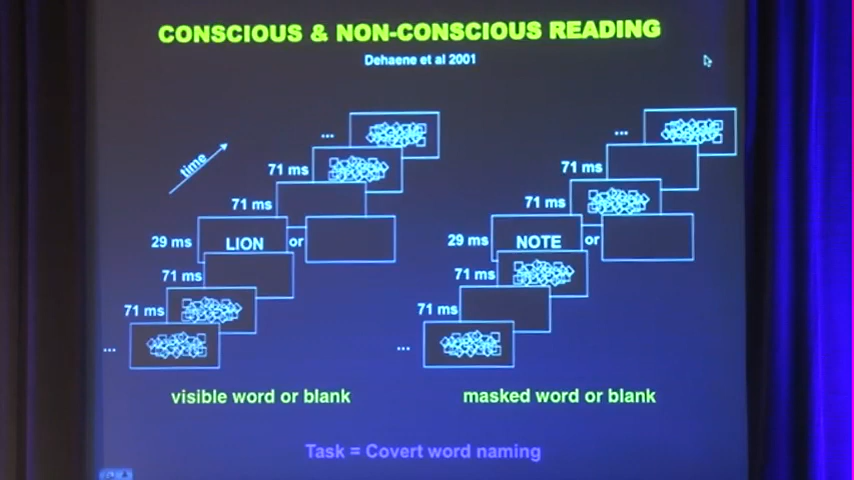 CONSCIOUS & NON-CONSCIOUS READING
Dehaene et al 2001
time
...
71 ms
71 ms
29 ms
LION
or
71 ms
71 ms
...
visible word or blank
...
71 ms
71 ms
29 ms
NOTE
or
71 ms
71 ms
...
masked word or blank
Task = Covert word naming